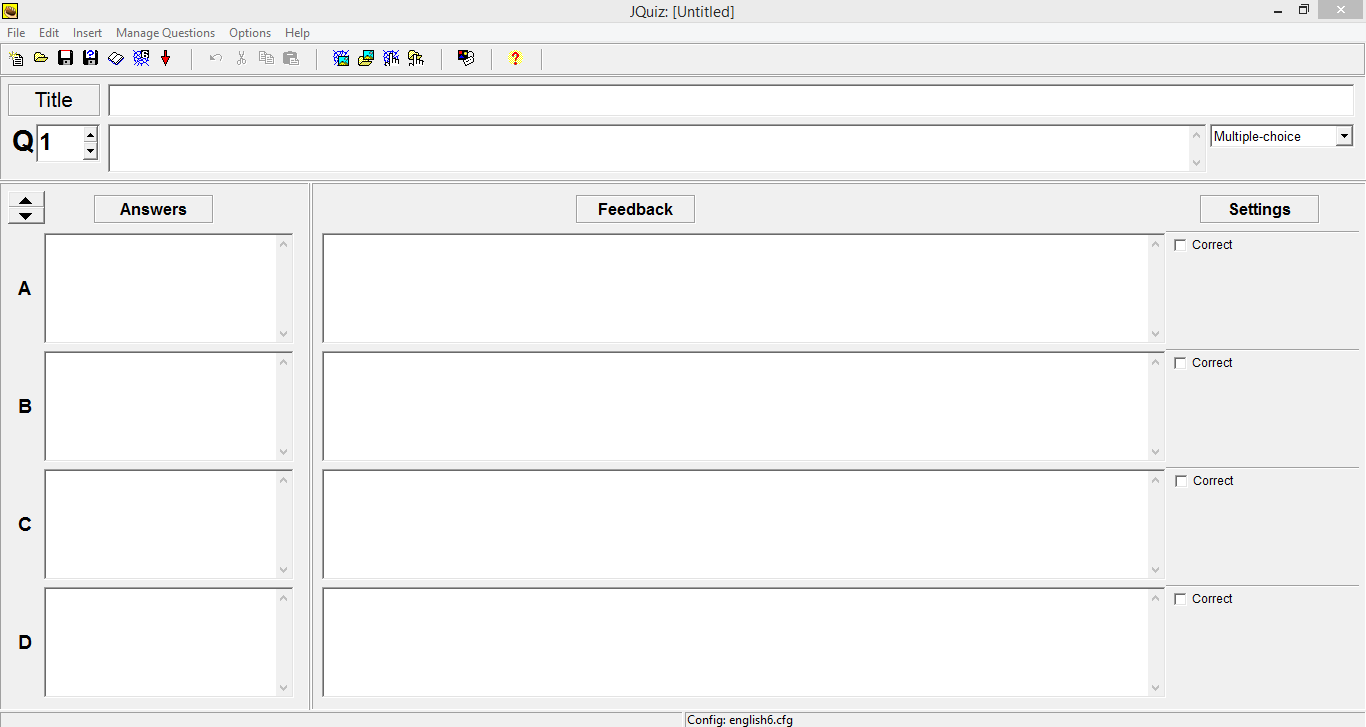 JQuiz: [Untitled]
File Edit Insert Manage Questions Options Help
Title
Q 1 Multiple-choice
Answers Feedback Settings
A Correct
B Correct
C Correct
D Correct
Config: english6.cfg